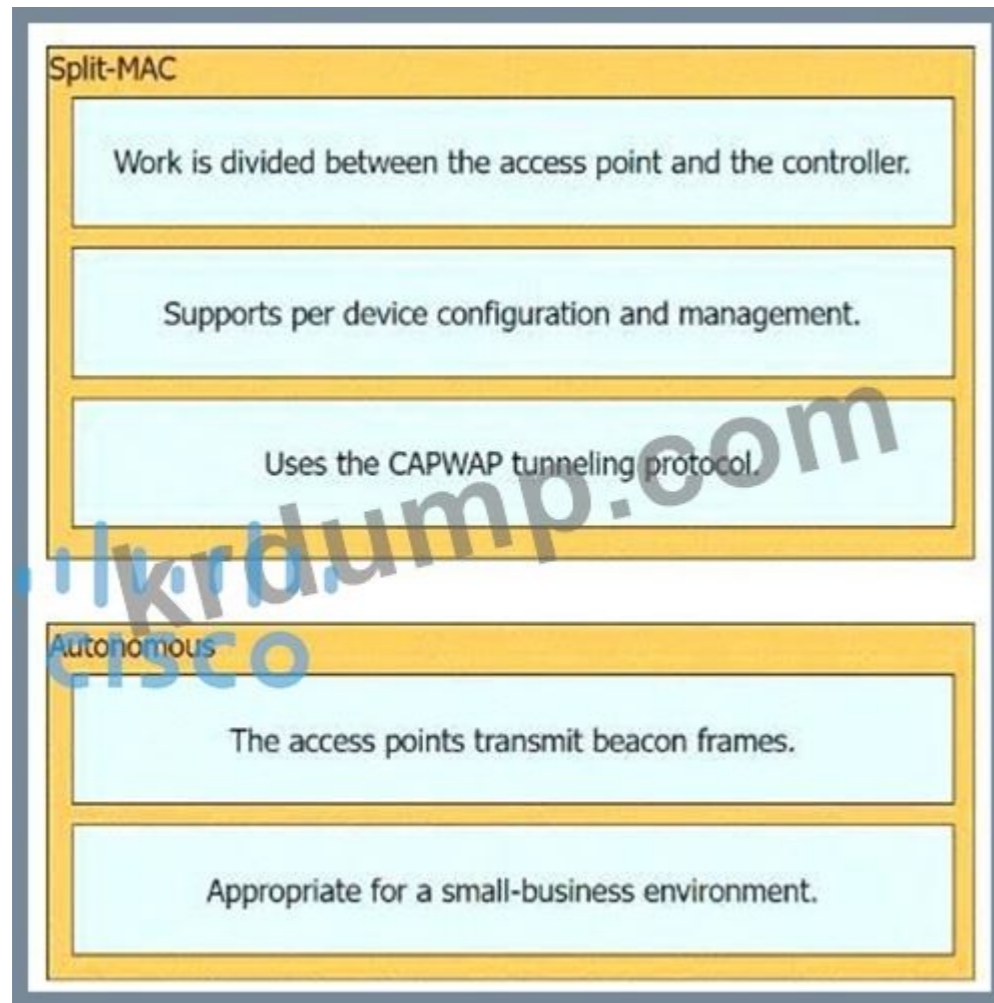 Split-MAC
Work is divided between the access point and the controller.
Supports per device configuration and management.
Uses the CAPWAP tunneling protocol.
krdump.com
CISCO
Autonomous
The access points transmit beacon frames.
Appropriate for a small-business environment.